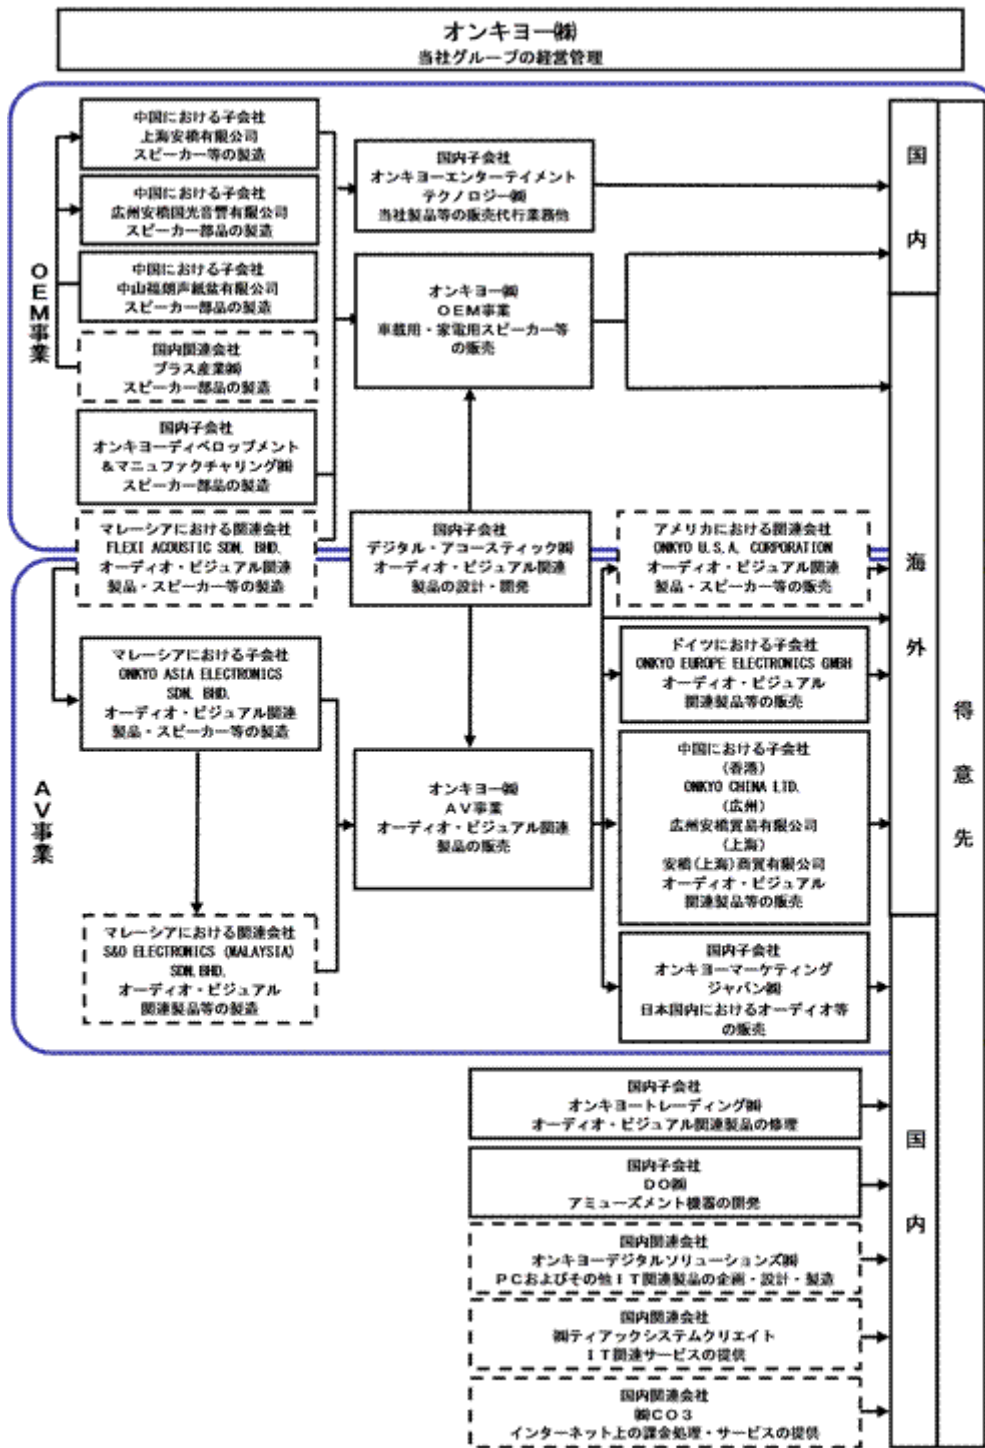 オンキヨー㈱
当社グループの経営管理
OEM事業
中国における子会社
上海安橋有限公司
スピーカー等の製造
中国における子会社
広州安橋国光音響有限公司
スピーカー部品の製造
中国における子会社
中山福朗声紙盆有限公司
スピーカー部品の製造
国内関連会社
プラス産業㈱
スピーカー部品の製造
国内子会社
オンキヨーディベロップメント
&マニュファクチャリング㈱
スピーカー部品の製造
マレーシアにおける関連会社
FLEXI ACOUSTIC SDN. BHD.
オーディオ・ビジュアル関連
製品・スピーカー等の製造
国内子会社
オンキヨーエンターテイメント
テクノロジー㈱
当社製品等の販売代行業務他
オンキヨー㈱
OEM事業
車載用・家電用スピーカー等
の販売
国内子会社
デジタル・アコースティック㈱
オーディオ・ビジュアル関連
製品の設計・開発
アメリカにおける関連会社
ONKYO U.S.A. CORPORATION
オーディオ・ビジュアル関連
製品・スピーカー等の販売
AV事業
マレーシアにおける子会社
ONKYO ASIA ELECTRONICS
SDN. BHD.
オーディオ・ビジュアル関連
製品・スピーカー等の製造
マレーシアにおける関連会社
S&O ELECTRONICS (MALAYSIA)
SDN.BHD.
オーディオ・ビジュアル
関連製品等の製造
オンキヨー㈱
AV事業
オーディオ・ビジュアル関連
製品の販売
ドイツにおける子会社
ONKYO EUROPE ELECTRONICS GMBH
オーディオ・ビジュアル
関連製品等の販売
中国における子会社
(香港)
ONKYO CHINA LTD.
(広州)
広州安橋貿易有限公司
(上海)
安橋(上海)商貿有限公司
オーディオ・ビジュアル
関連製品等の販売
国内子会社
オンキヨーマーケティング
ジャパン㈱
日本国内におけるオーディオ等
の販売
国内子会社
オンキヨートレーディング㈱
オーディオ・ビジュアル関連製品の修理
国内子会社
DO㈱
アミューズメント機器の開発
国内関連会社
オンキヨーデジタルソリューションズ㈱
PCおよびその他IT関連製品の企画・設計・製造
国内関連会社
㈱ティアックシステムクリエイト
IT関連サービスの提供
国内関連会社
㈱CO3
インターネット上の課金処理・サービスの提供
国内
海外
国内
得意先